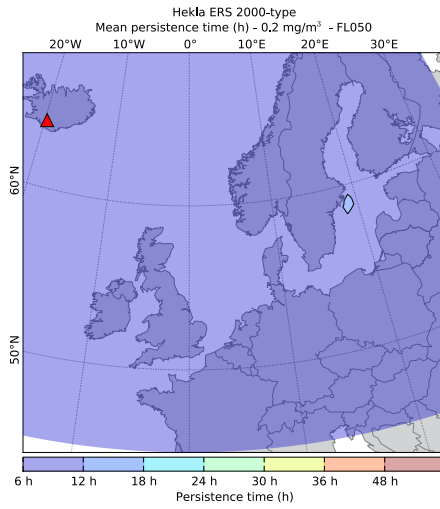 Hekla ERS 2000-type
Mean persistence time (h) - 0.2 mg/m³ - FL050
20°W 10°W 0°E 10°E 20°E 30°E
60°N
50°N
6 h 12 h 18 h 24 h 30 h 36 h 48 h
Persistence time (h)